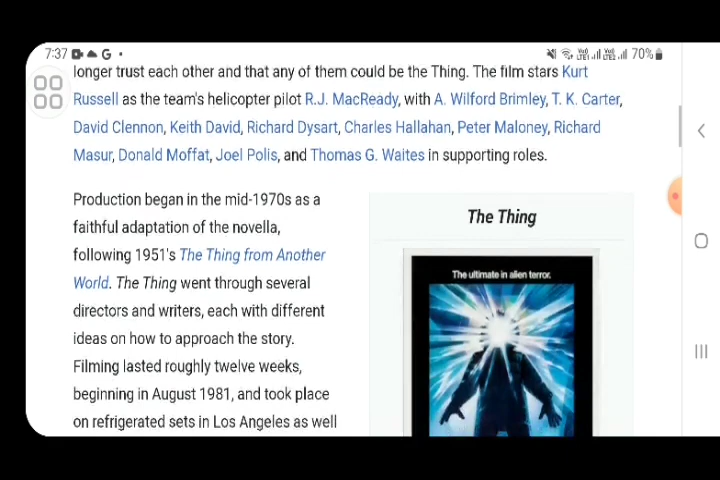 7:37
70%
longer trust each other and that any of them could be the Thing. The film stars Kurt
Russell as the team's helicopter pilot R.J. MacReady, with A. Wilford Brimley, T. K. Carter,
David Clennon, Keith David, Richard Dysart, Charles Hallahan, Peter Maloney, Richard
Masur, Donald Moffat, Joel Polis, and Thomas G. Waites in supporting roles.
Production began in the mid-1970s as a
faithful adaptation of the novella,
following 1951's The Thing from Another
World. The Thing went through several
directors and writers, each with different
ideas on how to approach the story.
Filming lasted roughly twelve weeks,
beginning in August 1981, and took place
on refrigerated sets in Los Angeles as well
The Thing
The ultimate in alien terror.